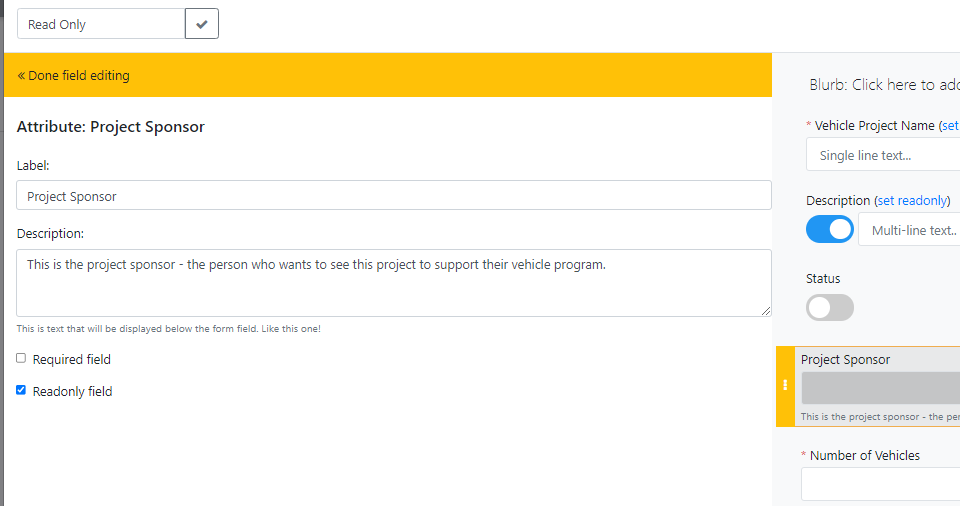 Read Only
« Done field editing
Attribute: Project Sponsor
Label:
Project Sponsor
Description:
This is the project sponsor - the person who wants to see this project to support their vehicle program.
This is text that will be displayed below the form field. Like this one!
Required field
Readonly field
Blurb: Click here to add
* Vehicle Project Name (set
Single line text...
Description (set readonly)
Multi-line text..
Status
Project Sponsor
This is the project sponsor - the per
* Number of Vehicles